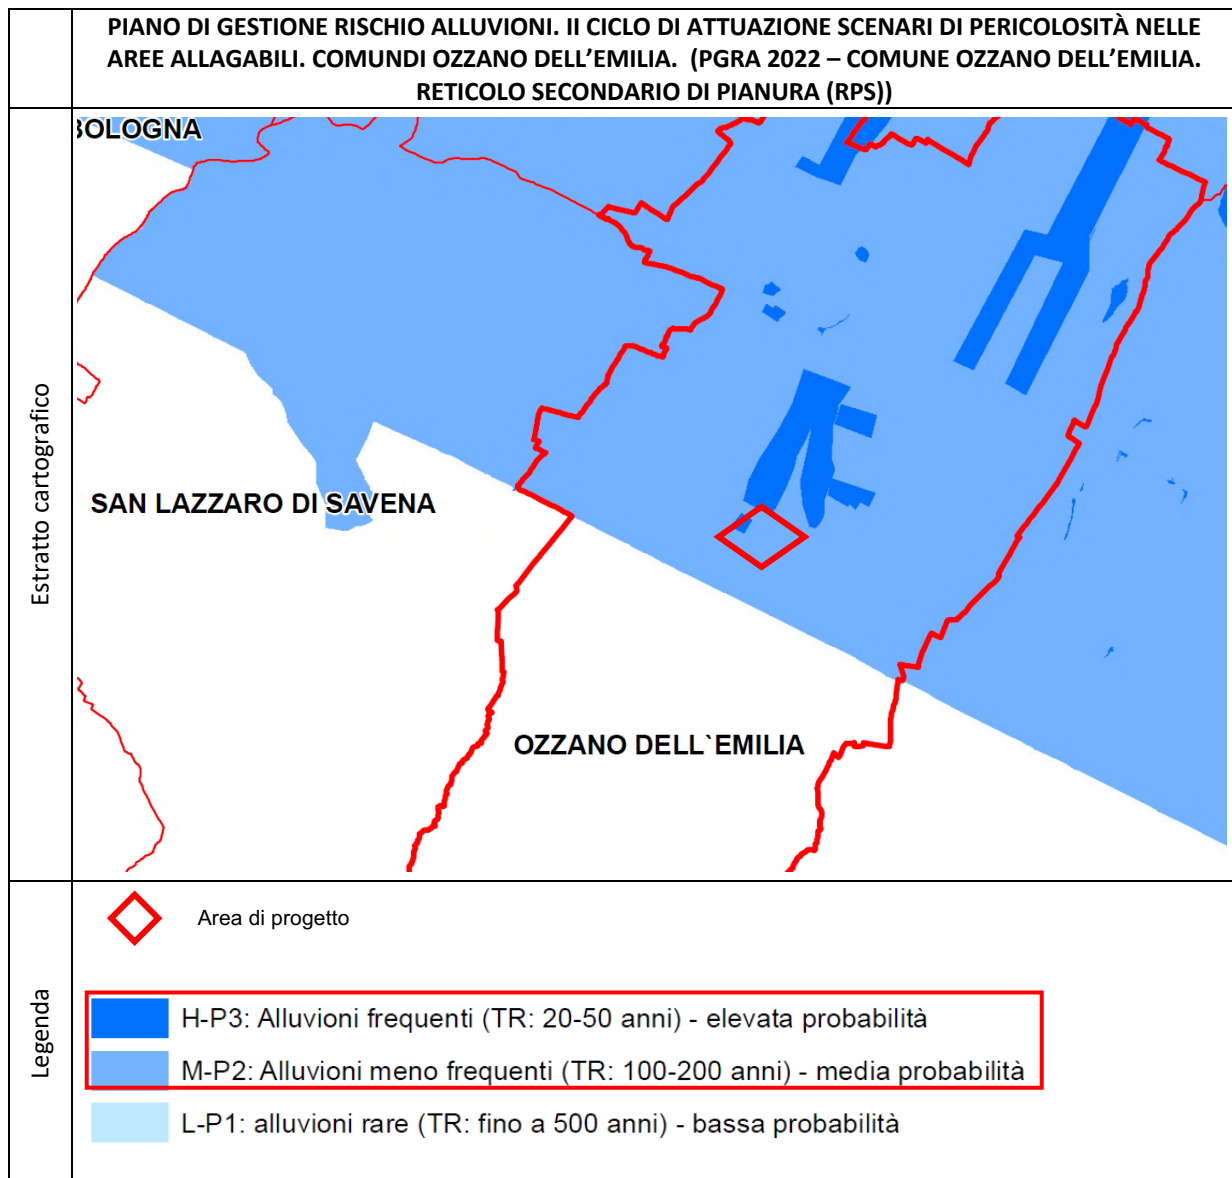 PIANO DI GESTIONE RISCHIO ALLUVIONI. II CICLO DI ATTUAZIONE SCENARI DI PERICOLOSITÀ NELLE
AREE ALLAGABILI. COMUNDI OZZANO DELL’EMILIA. (PGRA 2022 – COMUNE OZZANO DELL’EMILIA.
RETICOLO SECONDARIO DI PIANURA (RPS))
Estratto cartografico
BOLOGNA
SAN LAZZARO DI SAVENA
OZZANO DELL`EMILIA
Legenda
Area di progetto
H-P3: Alluvioni frequenti (TR: 20-50 anni) - elevata probabilità
M-P2: Alluvioni meno frequenti (TR: 100-200 anni) - media probabilità
L-P1: alluvioni rare (TR: fino a 500 anni) - bassa probabilità